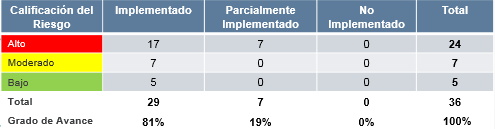 Calificación del Riesgo Implementado Parcialmente Implementado No Implementado Total
Alto 17 7 0 24
Moderado 7 0 0 7
Bajo 5 0 0 5
Total 29 7 0 36
Grado de Avance 81% 19% 0% 100%